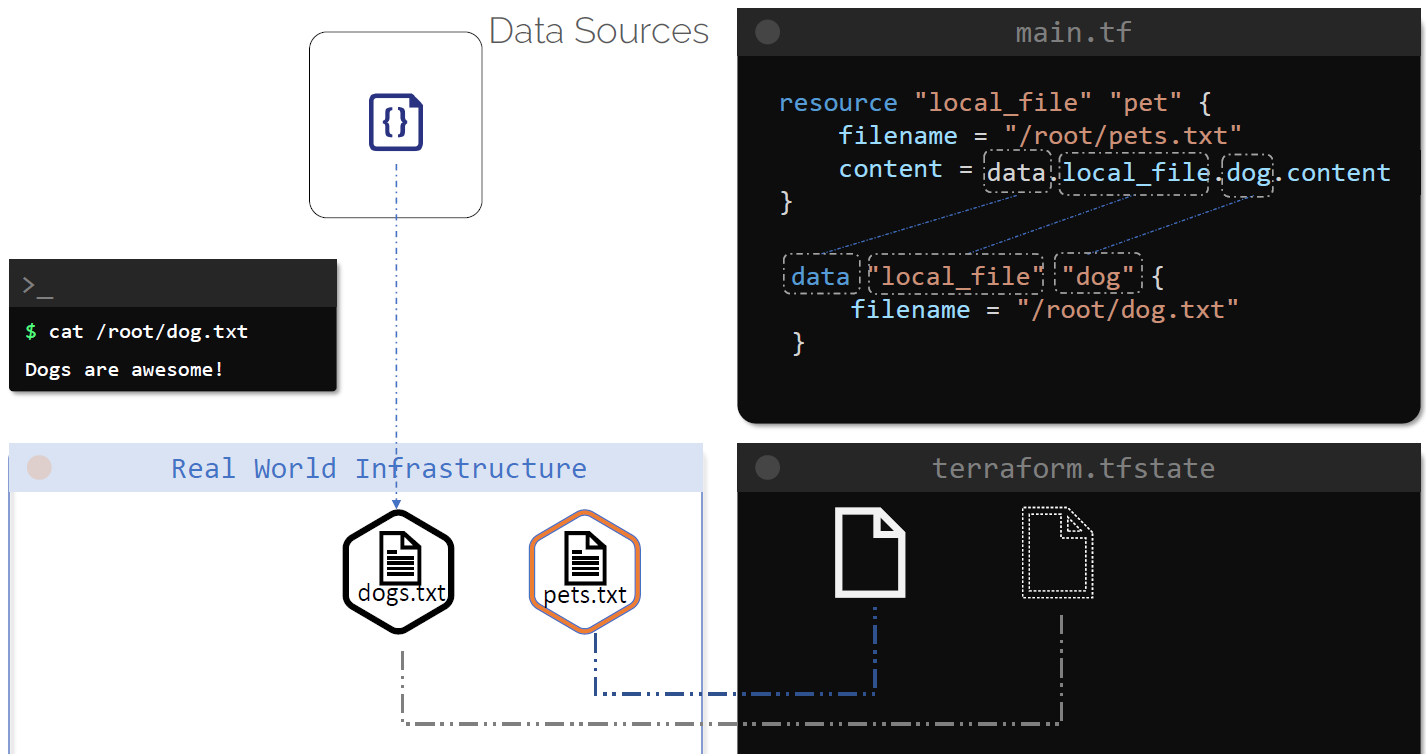 Data Sources
main.tf
resource "local_file" "pet" {
filename = "/root/pets.txt"
content = data.local_file.dog.content
}
data "local_file" "dog" {
filename = "/root/dog.txt"
}
>_
$ cat /root/dog.txt
Dogs are awesome!
Real World Infrastructure
dogs.txt
pets.txt
terraform.tfstate